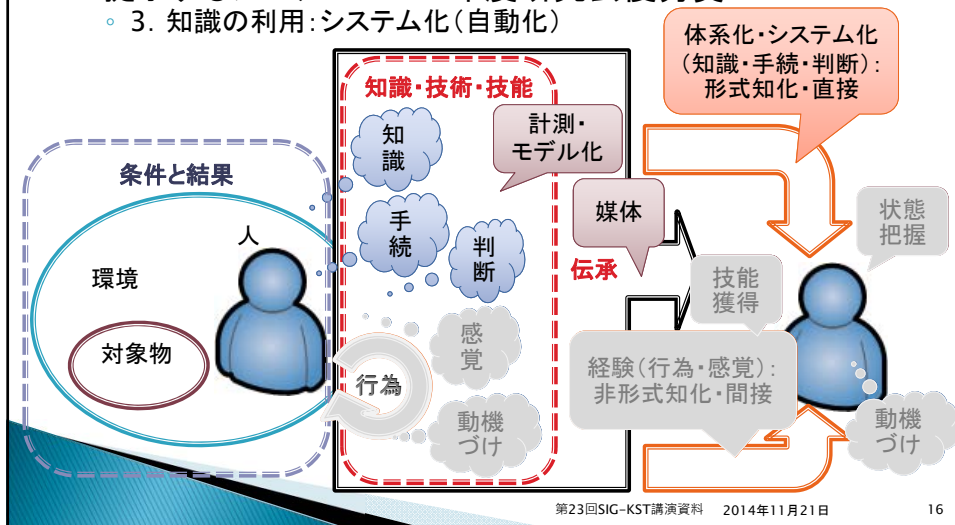 3. 知識の利用：システム化（自動化）
体系化・システム化
（知識・手続・判断）：
形式知化・直接
知識・技術・技能
計測・
モデル化
知
識
条件と結果
手
続
判
断
媒体
状態
把握
人
環境
伝承
技能
獲得
対象物
感
覚
行為
経験（行為・感覚）：
非形式知化・間接
動機
づけ
動機
づけ
第23回SIG-KST講演資料 2014年11月21日 16